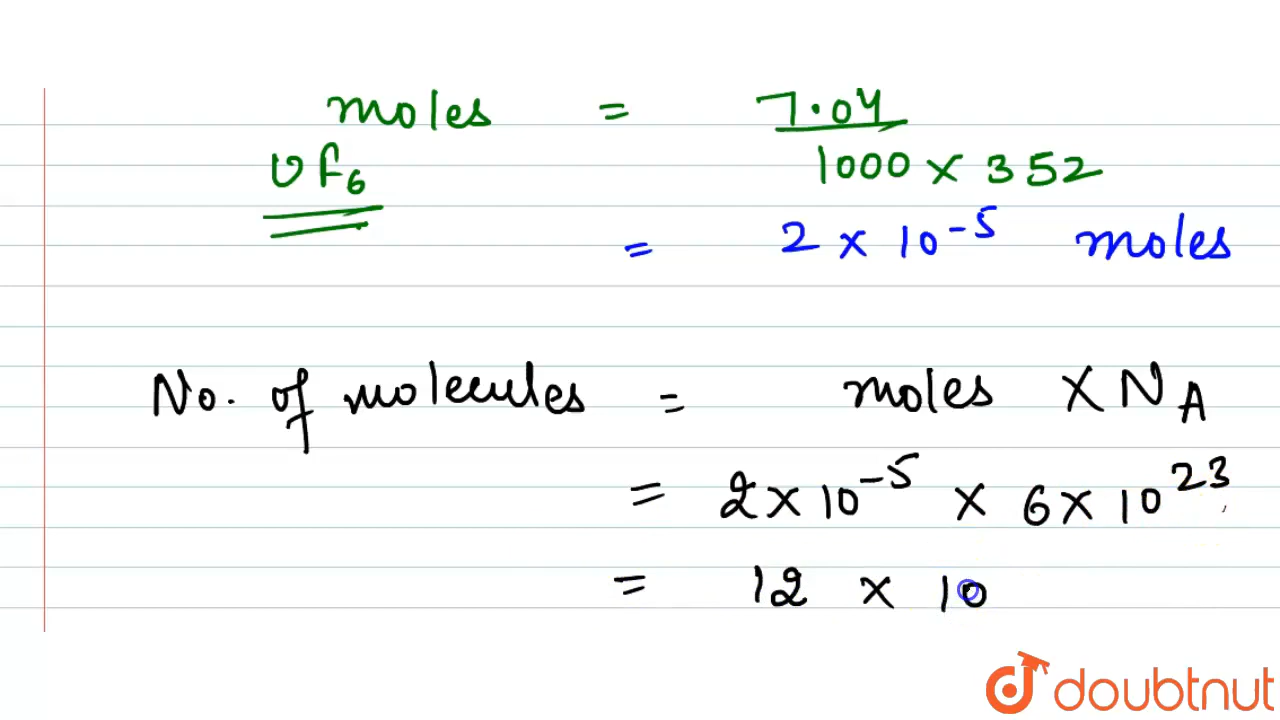 moles = 7.04
UF₆ 1000 × 352
= 2 × 10⁻⁵ moles
No. of molecules = moles × N_A
= 2 × 10⁻⁵ × 6 × 10²³
= 12 × 10
doubtnut